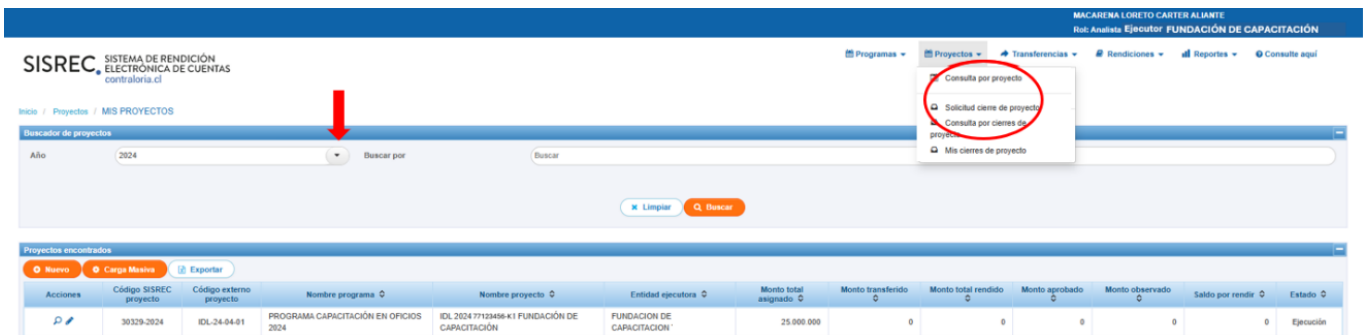 MACARENA LORETO CARTER ALIANTE
Rol: Analista Ejecutor FUNDACIÓN DE CAPACITACIÓN
SISREC SISTEMA DE RENDICIÓN
ELECTRÓNICA DE CUENTAS
contraloria.cl
Programas Proyectos Transferencias Rendiciones Reportes Consulte aquí
Consulta por proyecto
Solicitud cierre de proyecto
Consulta por cierres de
proyecto
Mis cierres de proyecto
Inicio / Proyectos / MIS PROYECTOS
Buscador de proyectos
Año 2024 Buscar por Buscar
Limpiar Buscar
Proyectos encontrados
Nuevo Carga Masiva Exportar
Acciones Código SISREC proyecto Código externo proyecto Nombre programa Nombre proyecto Entidad ejecutora Monto total asignado Monto transferido Monto total rendido Monto aprobado Monto observado Saldo por rendir Estado
30329-2024 IDL-24-04-01 PROGRAMA CAPACITACIÓN EN OFICIOS 2024 IDL 2024 77123456-K1 FUNDACIÓN DE CAPACITACIÓN FUNDACION DE CAPACITACION 25.000.000 0 0 0 0 0 Ejecución